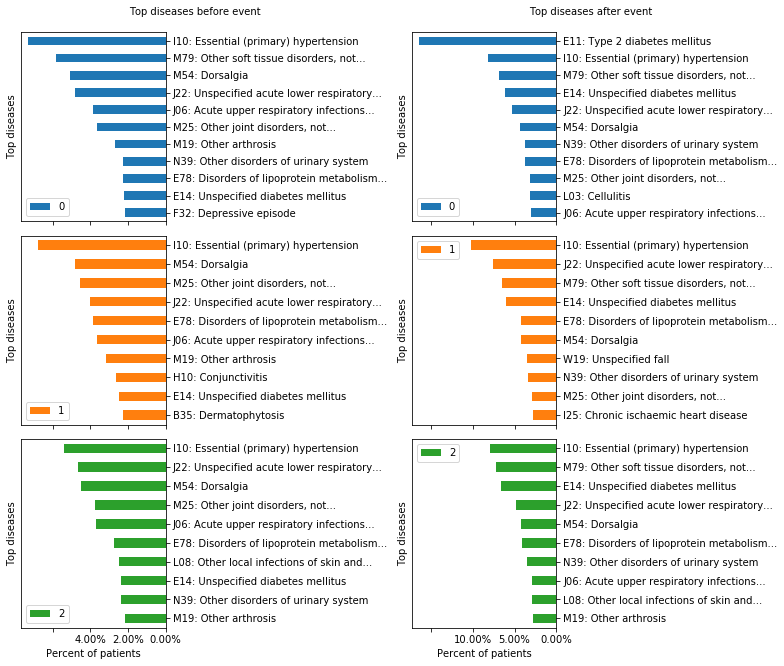 Top diseases before event
Top diseases
I10: Essential (primary) hypertension
M79: Other soft tissue disorders, not...
M54: Dorsalgia
J22: Unspecified acute lower respiratory...
J06: Acute upper respiratory infections...
M25: Other joint disorders, not...
M19: Other arthrosis
N39: Other disorders of urinary system
E78: Disorders of lipoprotein metabolism...
E14: Unspecified diabetes mellitus
F32: Depressive episode
0
Top diseases after event
Top diseases
E11: Type 2 diabetes mellitus
I10: Essential (primary) hypertension
M79: Other soft tissue disorders, not...
E14: Unspecified diabetes mellitus
J22: Unspecified acute lower respiratory...
M54: Dorsalgia
N39: Other disorders of urinary system
E78: Disorders of lipoprotein metabolism...
M25: Other joint disorders, not...
L03: Cellulitis
J06: Acute upper respiratory infections...
0
Top diseases
I10: Essential (primary) hypertension
M54: Dorsalgia
M25: Other joint disorders, not...
J22: Unspecified acute lower respiratory...
E78: Disorders of lipoprotein metabolism...
J06: Acute upper respiratory infections...
M19: Other arthrosis
H10: Conjunctivitis
E14: Unspecified diabetes mellitus
B35: Dermatophytosis
1
Top diseases
1
I10: Essential (primary) hypertension
J22: Unspecified acute lower respiratory...
M79: Other soft tissue disorders, not...
E14: Unspecified diabetes mellitus
E78: Disorders of lipoprotein metabolism...
M54: Dorsalgia
W19: Unspecified fall
N39: Other disorders of urinary system
M25: Other joint disorders, not...
I25: Chronic ischaemic heart disease
Top diseases
I10: Essential (primary) hypertension
J22: Unspecified acute lower respiratory...
M54: Dorsalgia
M25: Other joint disorders, not...
J06: Acute upper respiratory infections...
E78: Disorders of lipoprotein metabolism...
L08: Other local infections of skin and...
E14: Unspecified diabetes mellitus
N39: Other disorders of urinary system
M19: Other arthrosis
2
4.00% 2.00% 0.00%
Percent of patients
Top diseases
2
I10: Essential (primary) hypertension
M79: Other soft tissue disorders, not...
E14: Unspecified diabetes mellitus
J22: Unspecified acute lower respiratory...
M54: Dorsalgia
E78: Disorders of lipoprotein metabolism...
N39: Other disorders of urinary system
J06: Acute upper respiratory infections...
L08: Other local infections of skin and...
M19: Other arthrosis
10.00% 5.00% 0.00%
Percent of patients